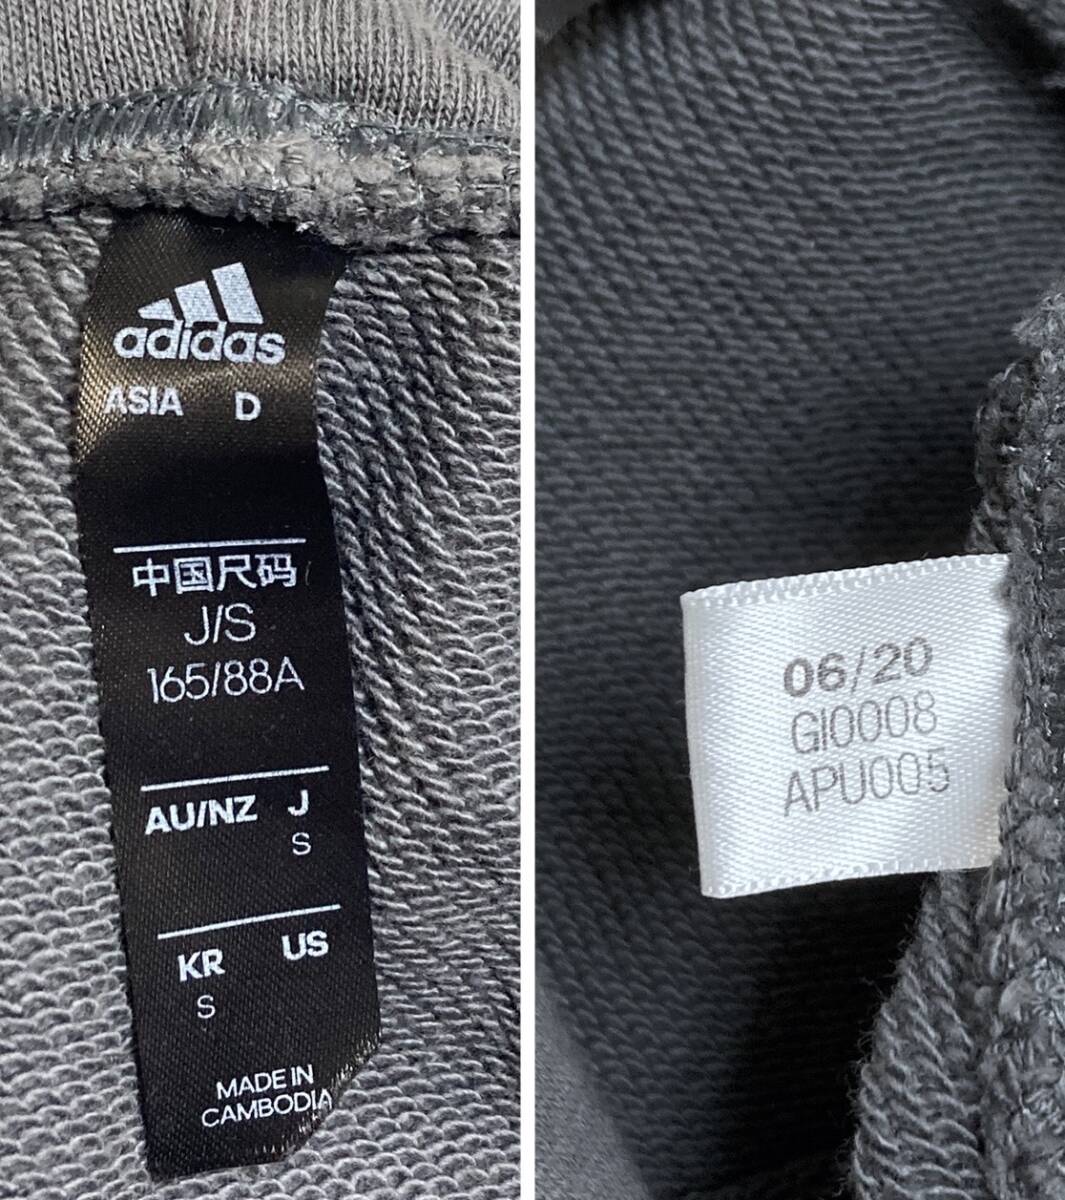 adidas
ASIA D
中国尺码
J/S
165/88A
AU/NZ J
S
KR US
S
MADE IN
CAMBODIA
06/20
GI0008
APU005